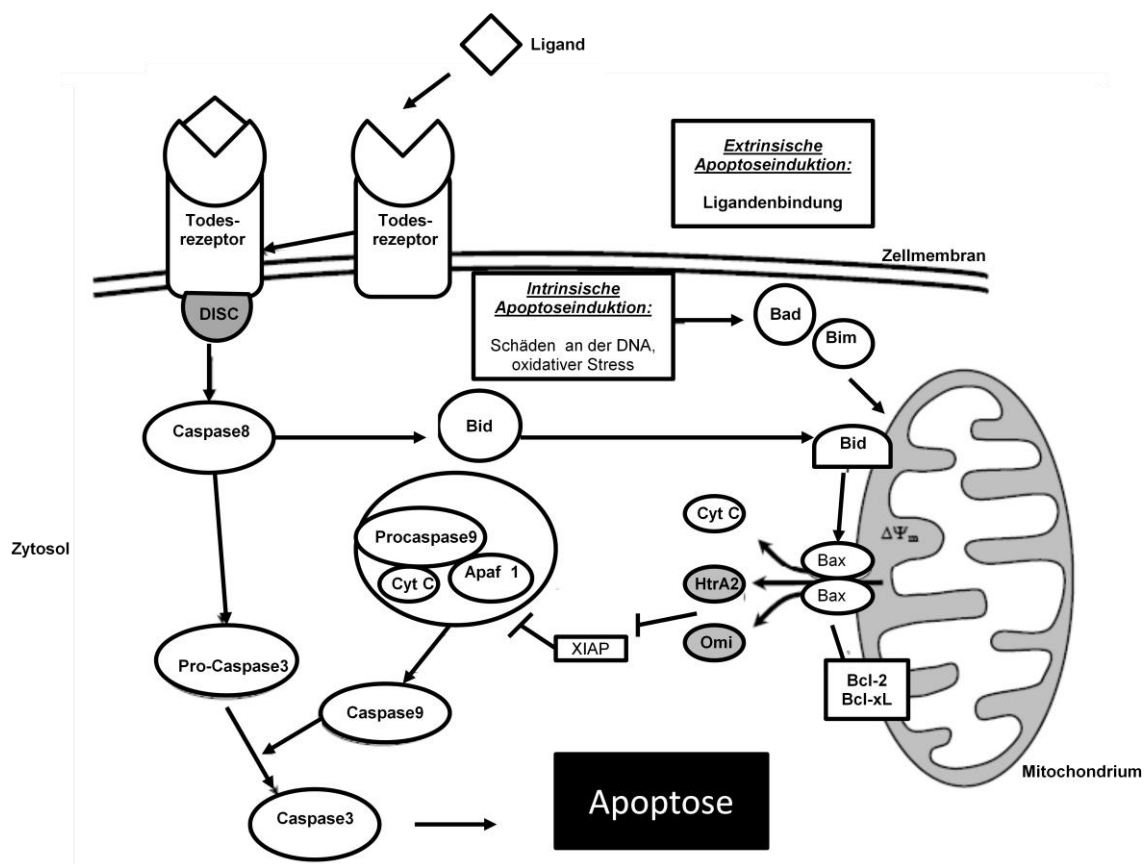 Ligand
Extrinsische
Apoptoseinduktion:
Ligandenbindung
Todes-
rezeptor
Todes-
rezeptor
Zellmembran
DISC
Intrinsische
Apoptoseinduktion:
Schäden an der DNA,
oxidativer Stress
Bad
Bim
Caspase8
Bid
Bid
Zytosol
Procaspase9
Cyt C
Apaf 1
Cyt C
HtrA2
Omi
Bax
Bax
ΔΨm
XIAP
Bcl-2
Bcl-xL
Pro-Caspase3
Caspase9
Mitochondrium
Caspase3
Apoptose